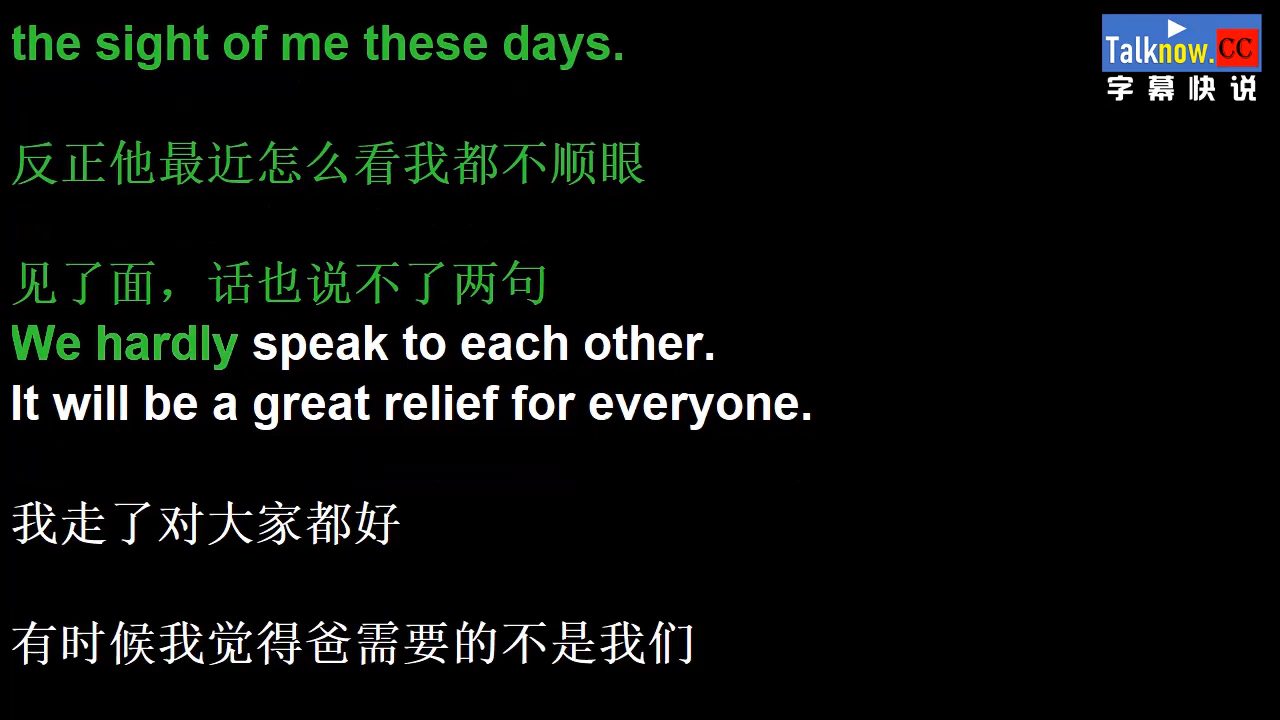 the sight of me these days.
Talknow.CC
字幕快说
反正他最近怎么看我都不顺眼
见了面，话也说不了两句
We hardly speak to each other.
It will be a great relief for everyone.
我走了对大家都好
有时候我觉得爸需要的不是我们